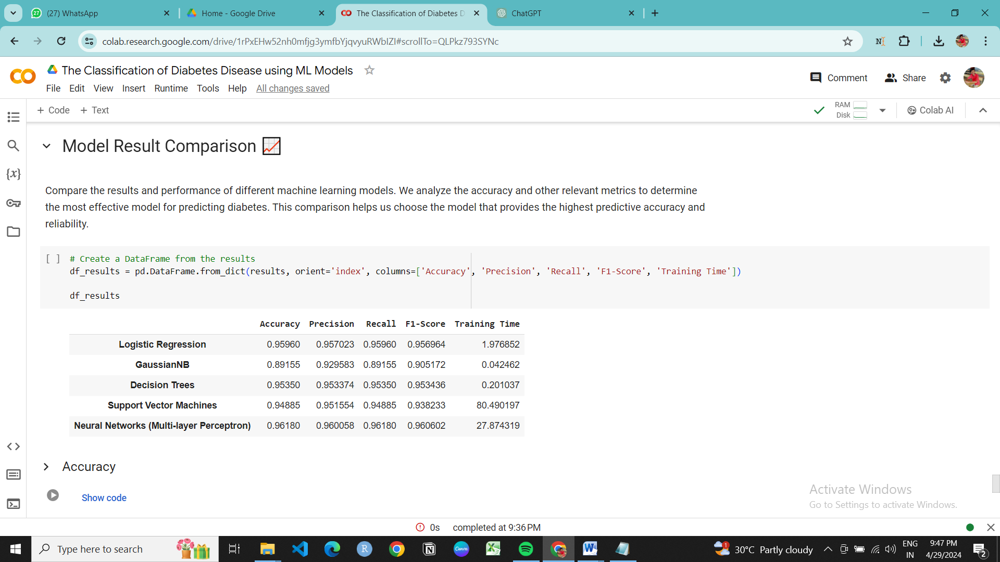 (27) WhatsApp
Home - Google Drive
The Classification of Diabetes D
ChatGPT
colab.research.google.com/drive/1rPxEHw52nh0mfjg3ymfbYjqvyuRWbIZI#scrollTo=QLPkz793SYNc
The Classification of Diabetes Disease using ML Models
Comment
Share
File Edit View Insert Runtime Tools Help All changes saved
+ Code + Text
RAM
Disk
Colab AI
Model Result Comparison
Compare the results and performance of different machine learning models. We analyze the accuracy and other relevant metrics to determine
the most effective model for predicting diabetes. This comparison helps us choose the model that provides the highest predictive accuracy and
reliability.
[ ] # Create a DataFrame from the results
df_results = pd.DataFrame.from_dict(results, orient='index', columns=['Accuracy', 'Precision', 'Recall', 'F1-Score', 'Training Time'])
df_results
Accuracy Precision Recall F1-Score Training Time
Logistic Regression 0.95960 0.957023 0.95960 0.956964 1.976852
GaussianNB 0.89155 0.929583 0.89155 0.905172 0.042462
Decision Trees 0.95350 0.953374 0.95350 0.953436 0.201037
Support Vector Machines 0.94885 0.951554 0.94885 0.938233 80.490197
Neural Networks (Multi-layer Perceptron) 0.96180 0.960058 0.96180 0.960602 27.874319
Accuracy
Show code
Activate Windows
Go to Settings to activate Windows.
0s completed at 9:36 PM
Type here to search
30°C Partly cloudy
ENG
IN
9:47 PM
4/29/2024
2